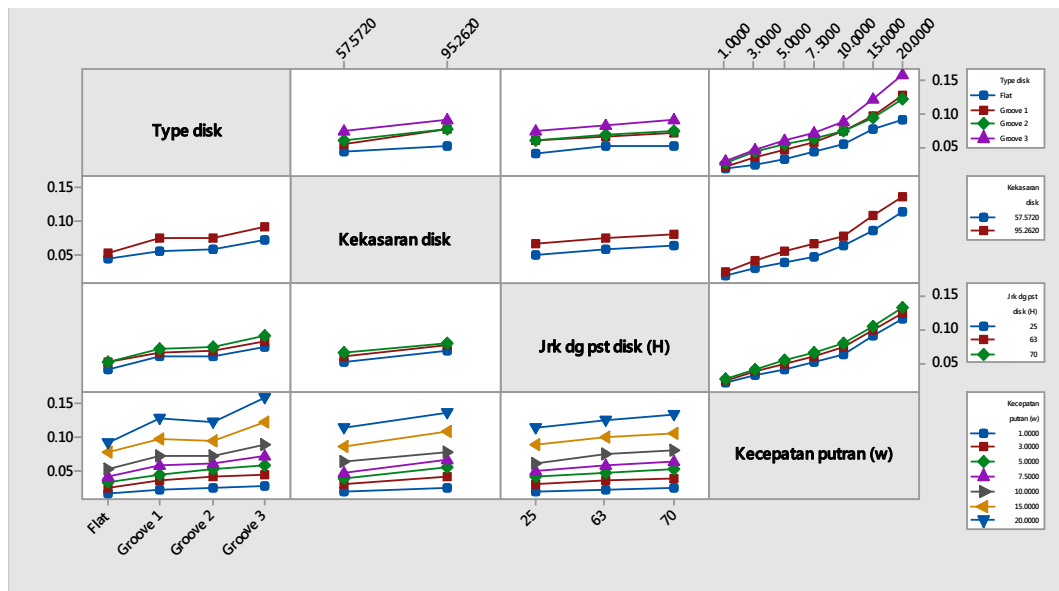 57.5720 95.2620 1.0000 3.0000 5.0000 7.5000 10.0000 15.0000 20.0000
Type disk
0.15
0.10
0.05
Type disk
Flat
Groove 1
Groove 2
Groove 3
0.15
0.10
0.05
Kekasaran disk
Kekasaran
disk
57.5720
95.2620
Jrk dg pst disk (H)
0.15
0.10
0.05
Jrk dg pst
disk (H)
25
63
70
0.15
0.10
0.05
Kecepatan putran (w)
Kecepatan
putran (w)
1.0000
3.0000
5.0000
7.5000
10.0000
15.0000
20.0000
Flat Groove 1 Groove 2 Groove 3 25 63 70